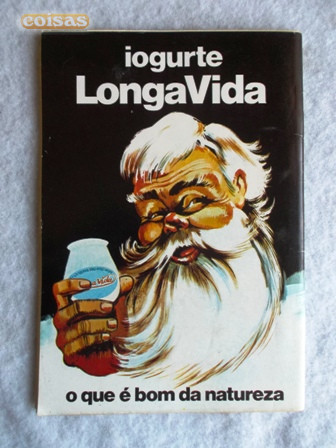 coisas
iogurte
LongaVida
o que é bom da natureza